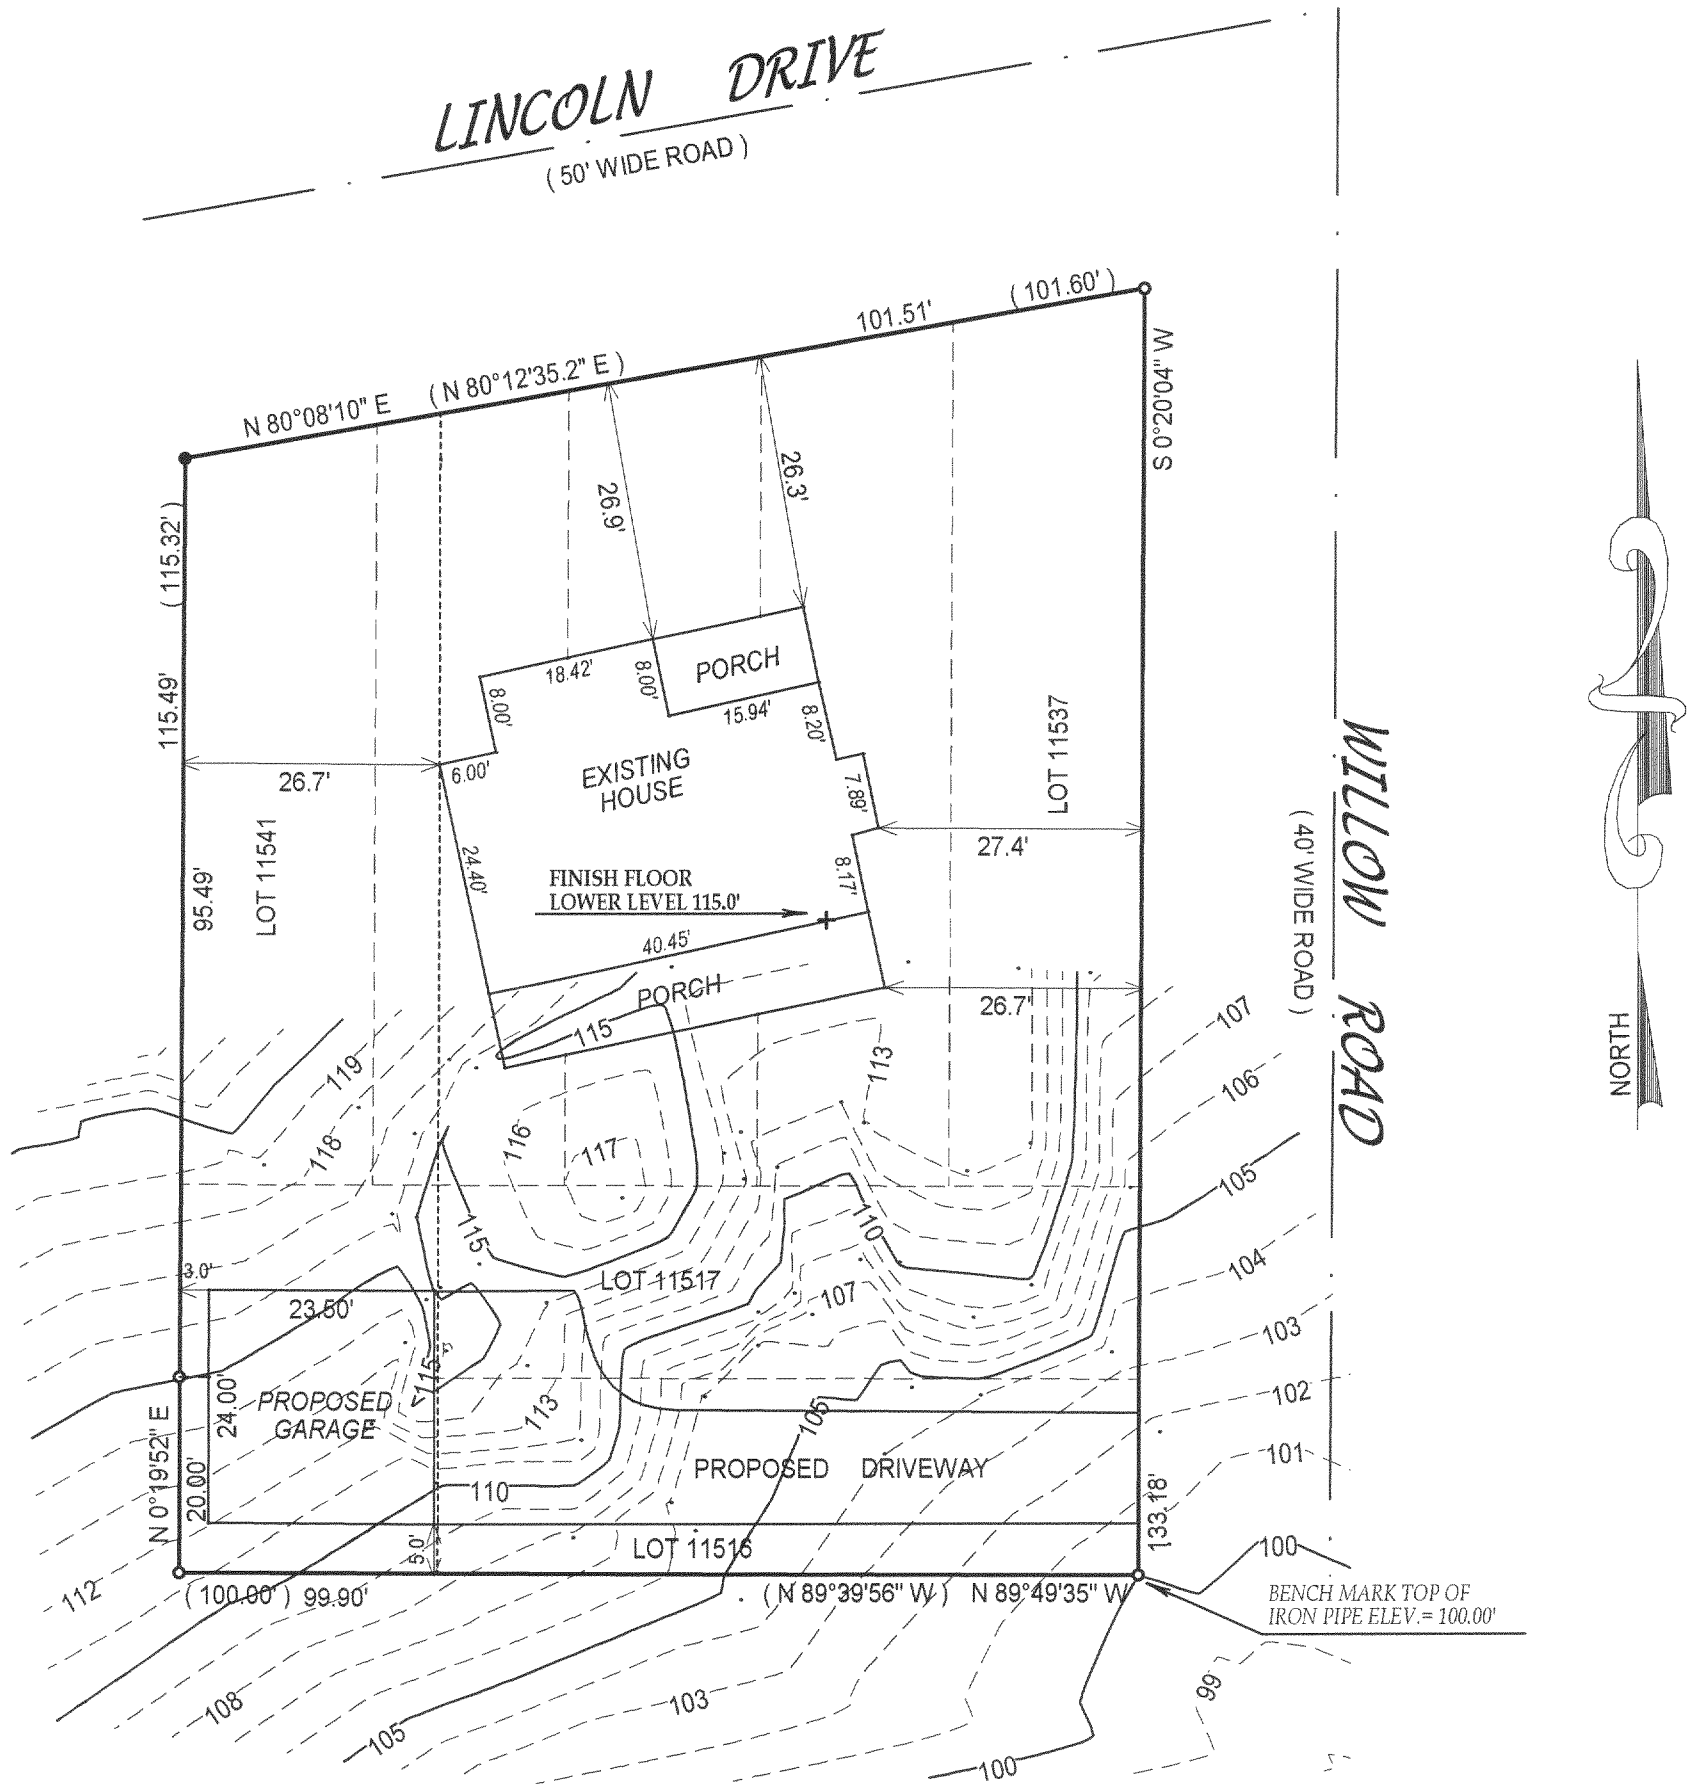 LINCOLN DRIVE
( 50' WIDE ROAD )
N 80°08'10" E
( N 80°12'35.2" E )
101.51'
( 101.60' )
S 0°20'04" W
( 115.32' )
115.49'
26.9'
26.3'
18.42'
8.00'
8.00'
PORCH
15.94'
8.20'
6.00'
26.7'
EXISTING
HOUSE
7.89'
27.4'
LOT 11537
LOT 11541
95.49'
24.40'
FINISH FLOOR
LOWER LEVEL 115.0'
8.17'
40.45'
PORCH
26.7'
WILLOW ROAD
( 40' WIDE ROAD )
NORTH
115
113
107
119
118
116
117
106
105
115
110
104
3.0'
23.50'
LOT 11517
107
103
115
102
PROPOSED
GARAGE
24.00'
113
105
101
N 0°19'52" E
20.00'
110
PROPOSED DRIVEWAY
133.18'
5.0'
LOT 11516
100
112
( 100.00' ) 99.90'
( N 89°39'56" W ) N 89°49'35" W
BENCH MARK TOP OF
IRON PIPE ELEV.= 100.00'
108
105
103
99
100